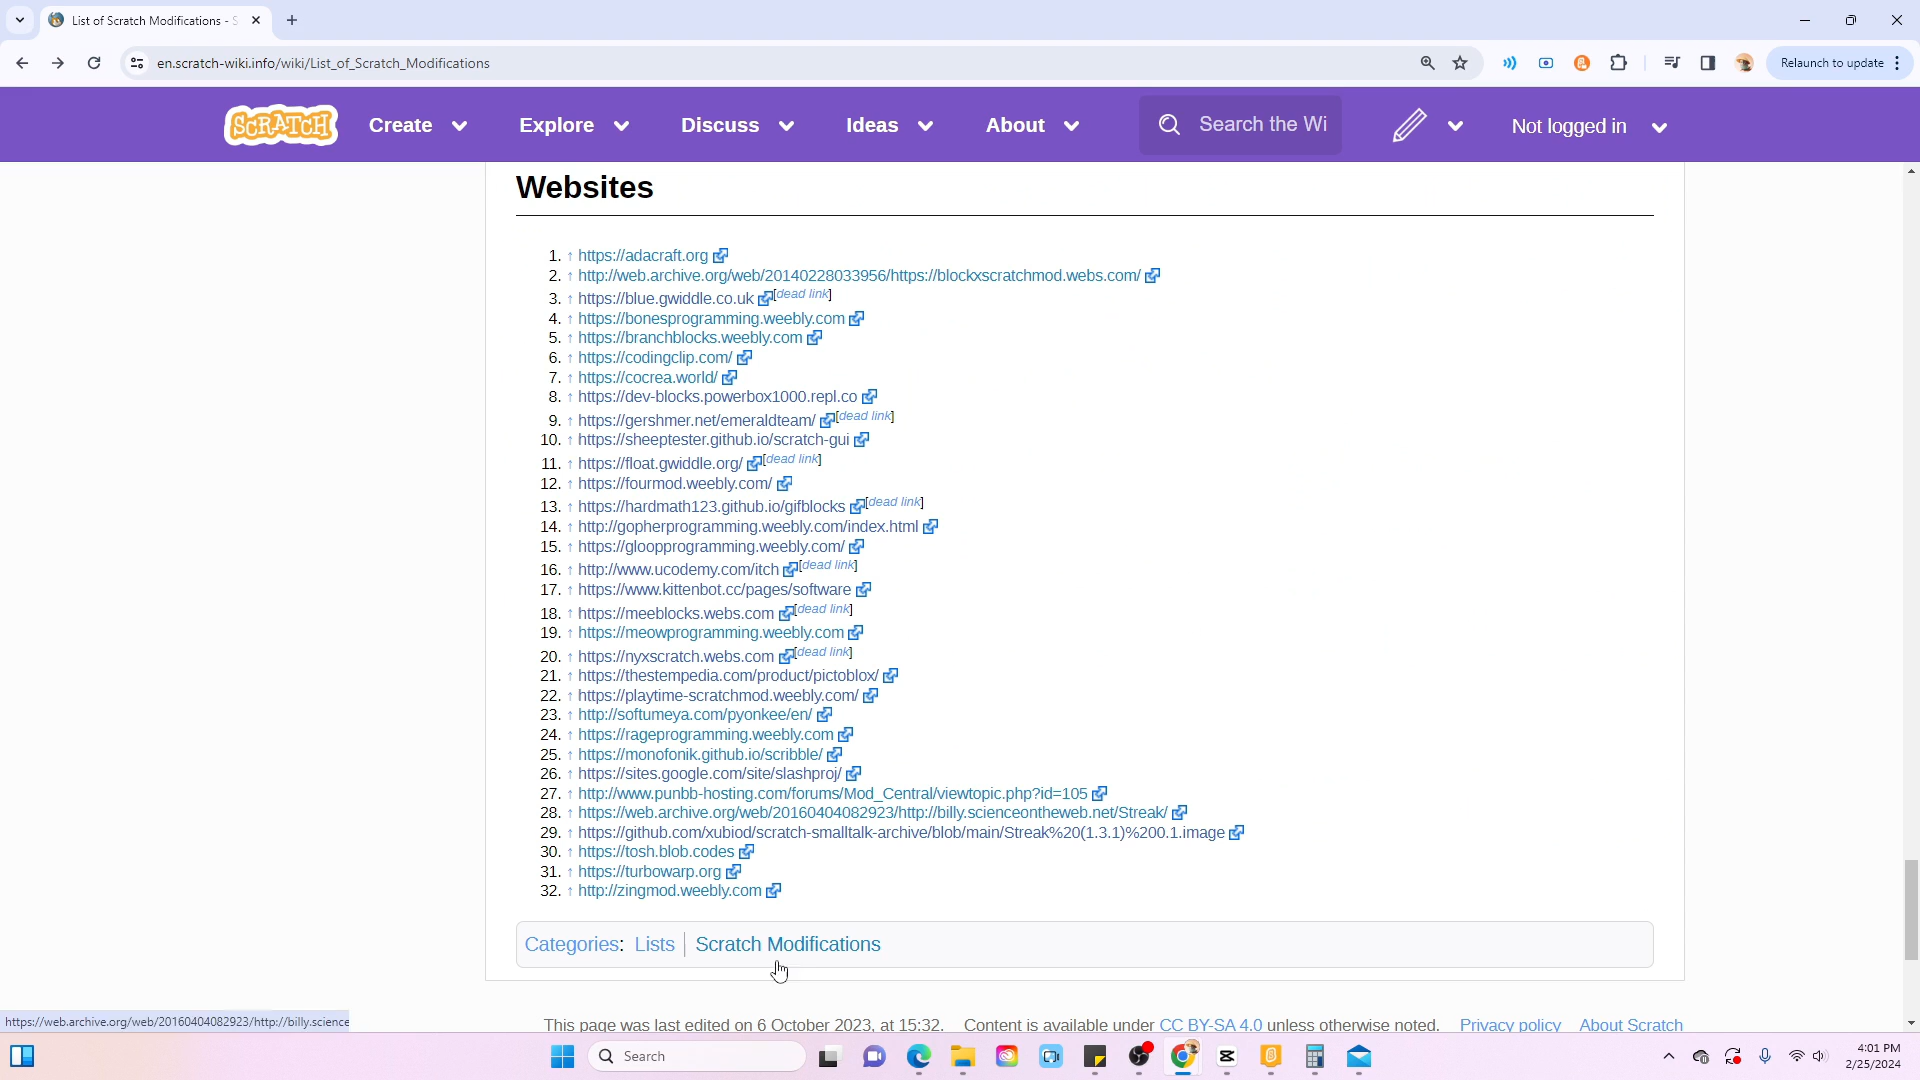 List of Scratch Modifications - S
en.scratch-wiki.info/wiki/List_of_Scratch_Modifications
Relaunch to update
SCRATCH
Create
Explore
Discuss
Ideas
About
Search the Wi
Not logged in
Websites
1. ↑ https://adacraft.org
2. ↑ http://web.archive.org/web/20140228033956/https://blockxscratchmod.webs.com/
3. ↑ https://blue.gwiddle.co.uk [dead link]
4. ↑ https://bonesprogramming.weebly.com
5. ↑ https://branchblocks.weebly.com
6. ↑ https://codingclip.com/
7. ↑ https://cocrea.world/
8. ↑ https://dev-blocks.powerbox1000.repl.co
9. ↑ https://gershmer.net/emeraldteam/ [dead link]
10. ↑ https://sheeptester.github.io/scratch-gui
11. ↑ https://float.gwiddle.org/ [dead link]
12. ↑ https://fourmod.weebly.com/
13. ↑ https://hardmath123.github.io/gifblocks [dead link]
14. ↑ http://gopherprogramming.weebly.com/index.html
15. ↑ https://gloopprogramming.weebly.com/
16. ↑ http://www.ucodemy.com/itch [dead link]
17. ↑ https://www.kittenbot.cc/pages/software
18. ↑ https://meeblocks.webs.com [dead link]
19. ↑ https://meowprogramming.weebly.com
20. ↑ https://nyxscratch.webs.com [dead link]
21. ↑ https://thestempedia.com/product/pictoblox/
22. ↑ https://playtime-scratchmod.weebly.com/
23. ↑ http://softumeya.com/pyonkee/en/
24. ↑ https://rageprogramming.weebly.com
25. ↑ https://monofonik.github.io/scribble/
26. ↑ https://sites.google.com/site/slashproj/
27. ↑ http://www.punbb-hosting.com/forums/Mod_Central/viewtopic.php?id=105
28. ↑ https://web.archive.org/web/20160404082923/http://billy.scienceontheweb.net/Streak/
29. ↑ https://github.com/xubiod/scratch-smalltalk-archive/blob/main/Streak%20(1.3.1)%200.1.image
30. ↑ https://tosh.blob.codes
31. ↑ https://turbowarp.org
32. ↑ http://zingmod.weebly.com
Categories: Lists | Scratch Modifications
https://web.archive.org/web/20160404082923/http://billy.science
This page was last edited on 6 October 2023, at 15:32. Content is available under CC BY-SA 4.0 unless otherwise noted. Privacy policy About Scratch
Search
4:01 PM
2/25/2024